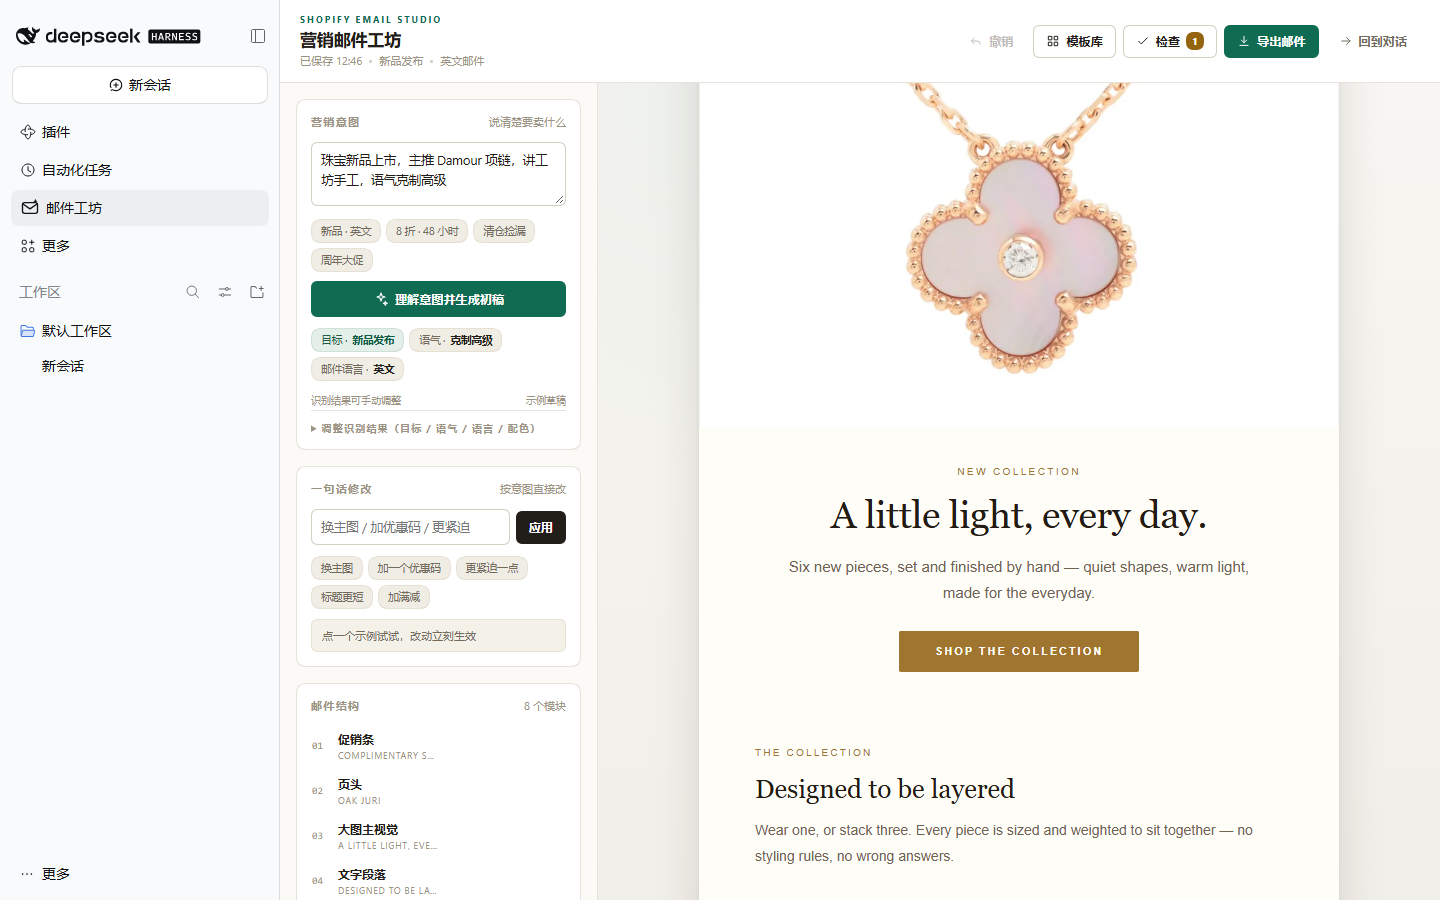 deepseek HARNESS
新会话
插件
自动化任务
邮件工坊
更多
工作区
默认工作区
新会话
更多
SHOPIFY EMAIL STUDIO
营销邮件工坊
已保存 12:46 • 新品发布 • 英文邮件
撤销
模板库
检查 1
导出邮件
回到对话
营销意图
说清楚要卖什么
珠宝新品上市，主推 Damour 项链，讲工
坊手工，语气克制高级
新品 · 英文
8 折 · 48 小时
清仓捡漏
周年大促
理解意图并生成初稿
目标 · 新品发布
语气 · 克制高级
邮件语言 · 英文
识别结果可手动调整
示例草稿
调整识别结果（目标 / 语气 / 语言 / 配色）
一句话修改
按意图直接改
换主图 / 加优惠码 / 更紧迫
应用
换主图
加一个优惠码
更紧迫一点
标题更短
加满减
点一个示例试试，改动立刻生效
邮件结构
8 个模块
01 促销条
COMPLIMENTARY S...
02 页头
OAK JURI
03 大图主视觉
A LITTLE LIGHT, EVE...
04 文字段落
DESIGNED TO BE LA...
NEW COLLECTION
A little light, every day.
Six new pieces, set and finished by hand — quiet shapes, warm light,
made for the everyday.
SHOP THE COLLECTION
THE COLLECTION
Designed to be layered
Wear one, or stack three. Every piece is sized and weighted to sit together — no
styling rules, no wrong answers.